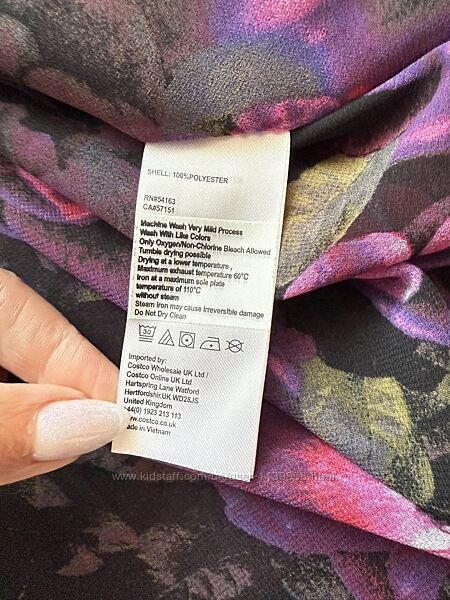 SHELL: 100%POLYESTER
RN#54163
CA#57151
Machine Wash Very Mild Process
Wash With Like Colors
Only Oxygen/Non-Chlorine Bleach Allowed
Tumble drying possible
Drying at a lower temperature ,
Maximum exhaust temperature 60°C
Iron at a maximum sole plate
temperature of 110°C
without steam
Steam iron may cause irreversible damage
Do Not Dry Clean
30
Imported by:
Costco Wholesale UK Ltd /
Costco Online UK Ltd
Hartspring Lane Watford
Hertfordshir,UK WD28JS
United Kingdom
+44(0) 1923 213 113
www.costco.co.uk
Made in Vietnam